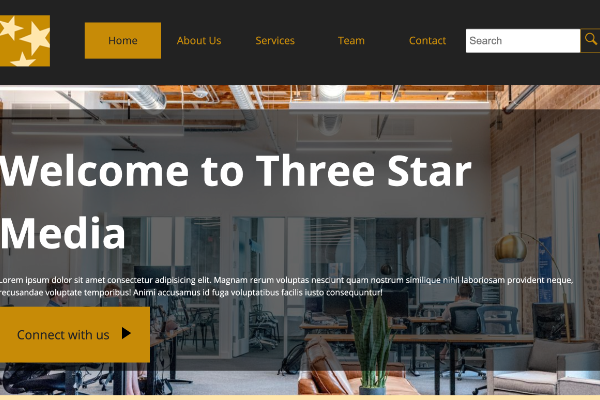 Home About Us Services Team Contact Search
Welcome to Three Star
Media
Lorem ipsum dolor sit amet consectetur adipisicing elit. Magnam rerum voluptas nesciunt quam nostrum similique nihil laboriosam provident neque,
recusandae voluptate temporibus! Animi accusamus id fuga voluptatibus facilis iusto consequuntur!
Connect with us